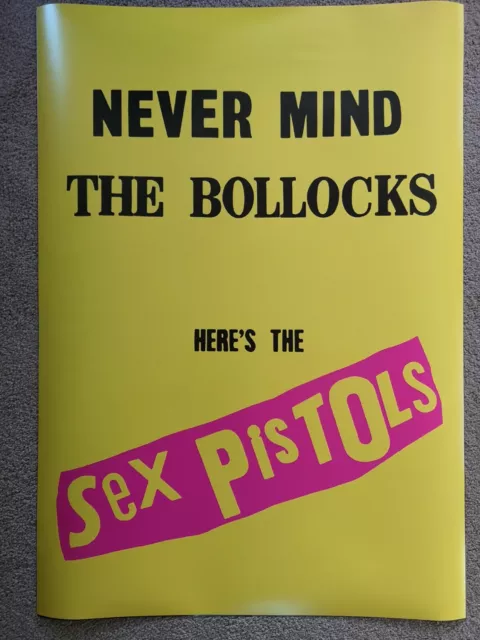 NEVER MIND
THE BOLLOCKS
HERE'S THE
Sex PisTOLS